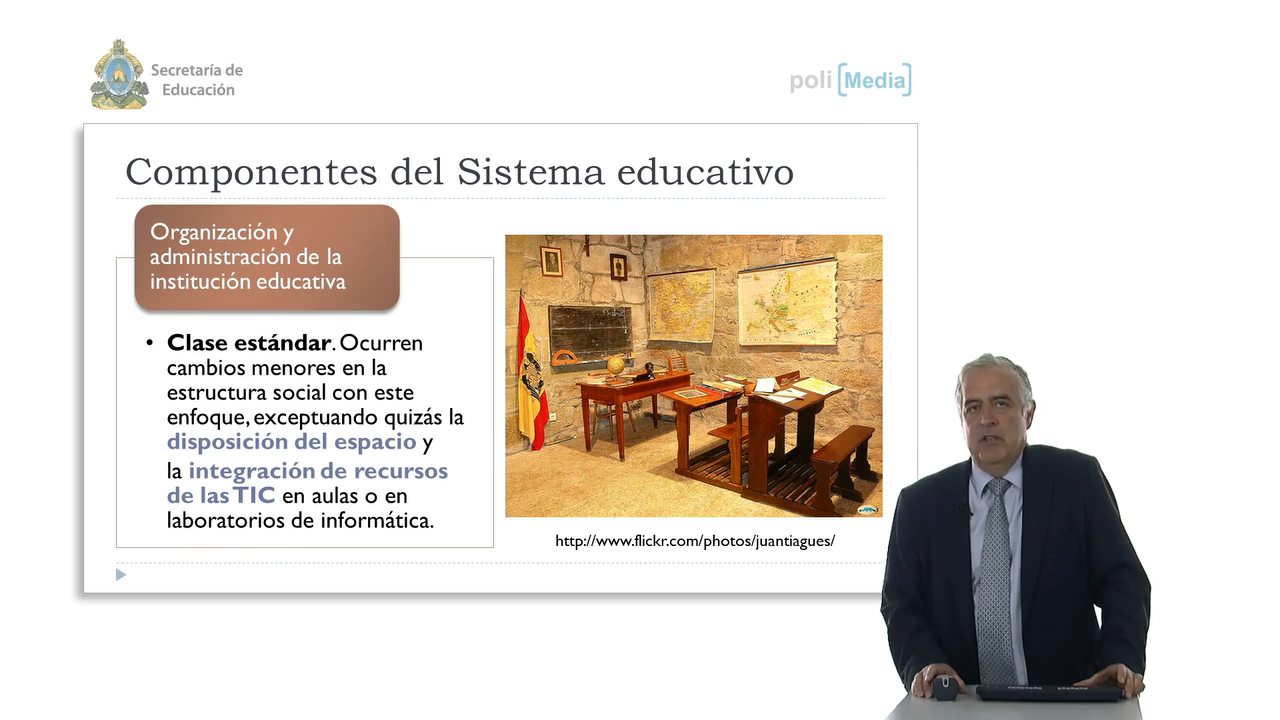 Secretaría de
Educación
poli [Media]
Componentes del Sistema educativo
Organización y
administración de la
institución educativa
• Clase estándar. Ocurren
cambios menores en la
estructura social con este
enfoque, exceptuando quizás la
disposición del espacio y
la integración de recursos
de las TIC en aulas o en
laboratorios de informática.
http://www.flickr.com/photos/juantiagues/